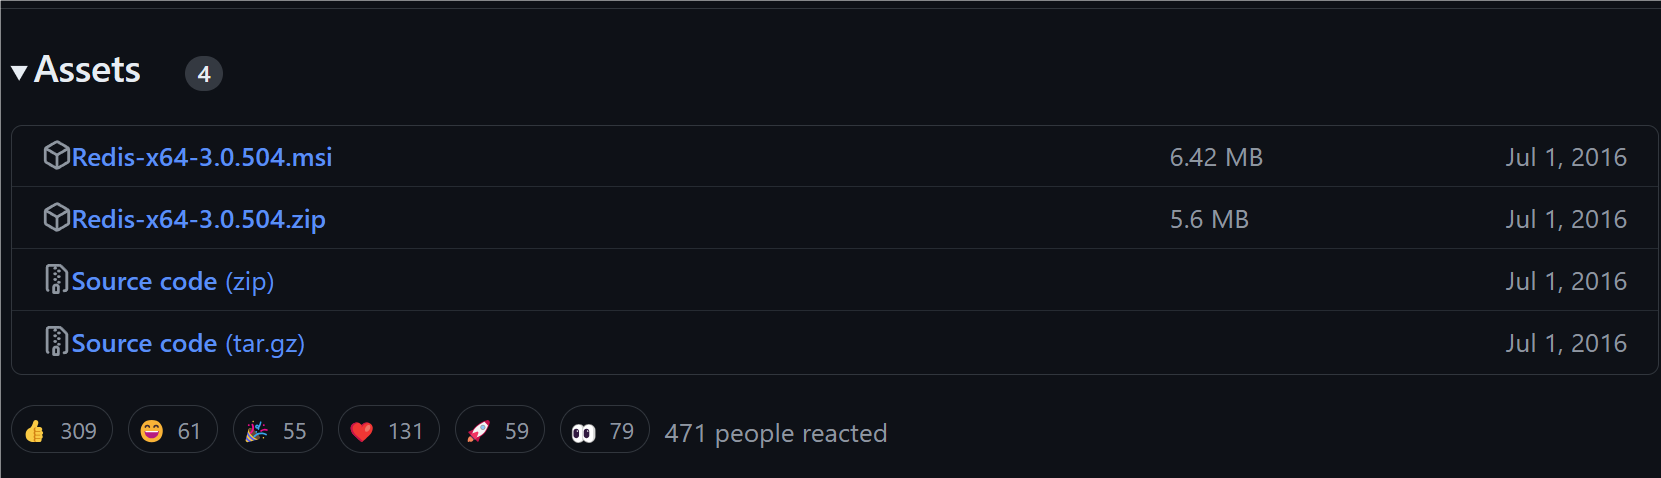 ▼ Assets 4
Redis-x64-3.0.504.msi 6.42 MB Jul 1, 2016
Redis-x64-3.0.504.zip 5.6 MB Jul 1, 2016
Source code (zip) Jul 1, 2016
Source code (tar.gz) Jul 1, 2016
👍 309 😄 61 🎉 55 ❤️ 131 🚀 59 👀 79 471 people reacted